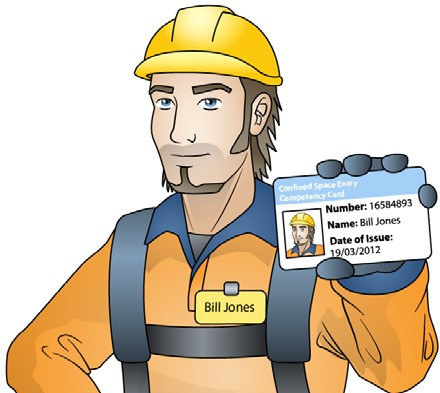 Confined Space Entry
Competency Card
Number: 16584893
Name: Bill Jones
Date of Issue:
19/03/2012
Bill Jones